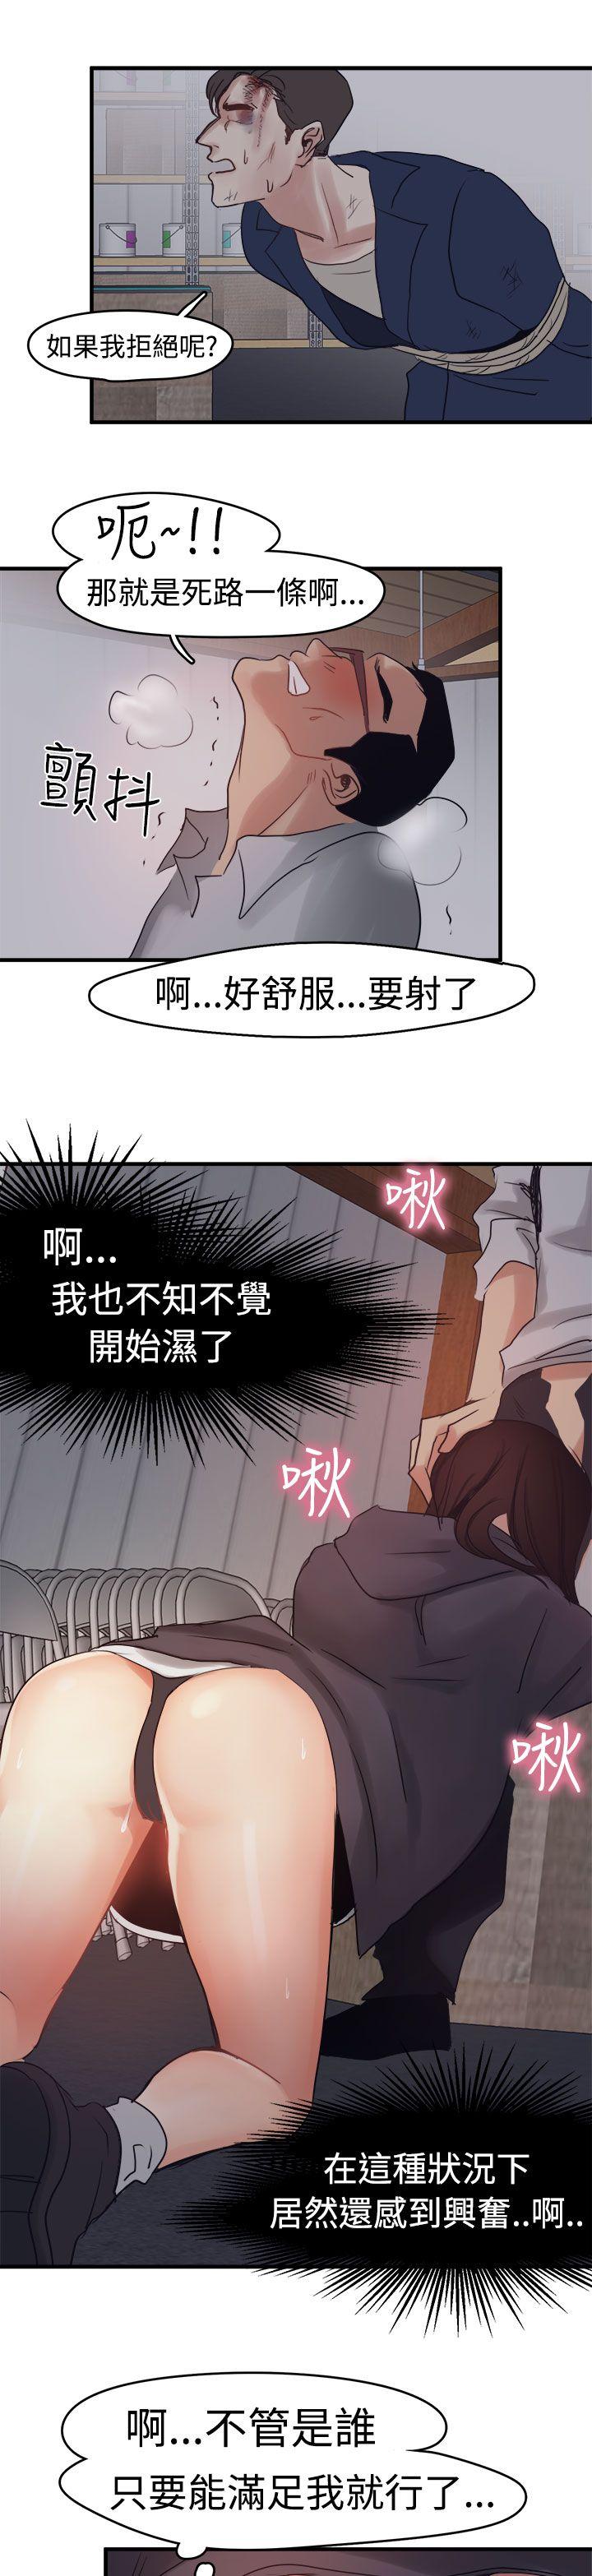 如果我拒絕呢?
呃~!!
那就是死路一條啊...
顫抖
啊...好舒服...要射了
啾
啊...
我也不知不覺
開始濕了
啾
啾
在這種狀況下
居然還感到興奮..啊..
啊...不管是誰
只要能滿足我就行了...